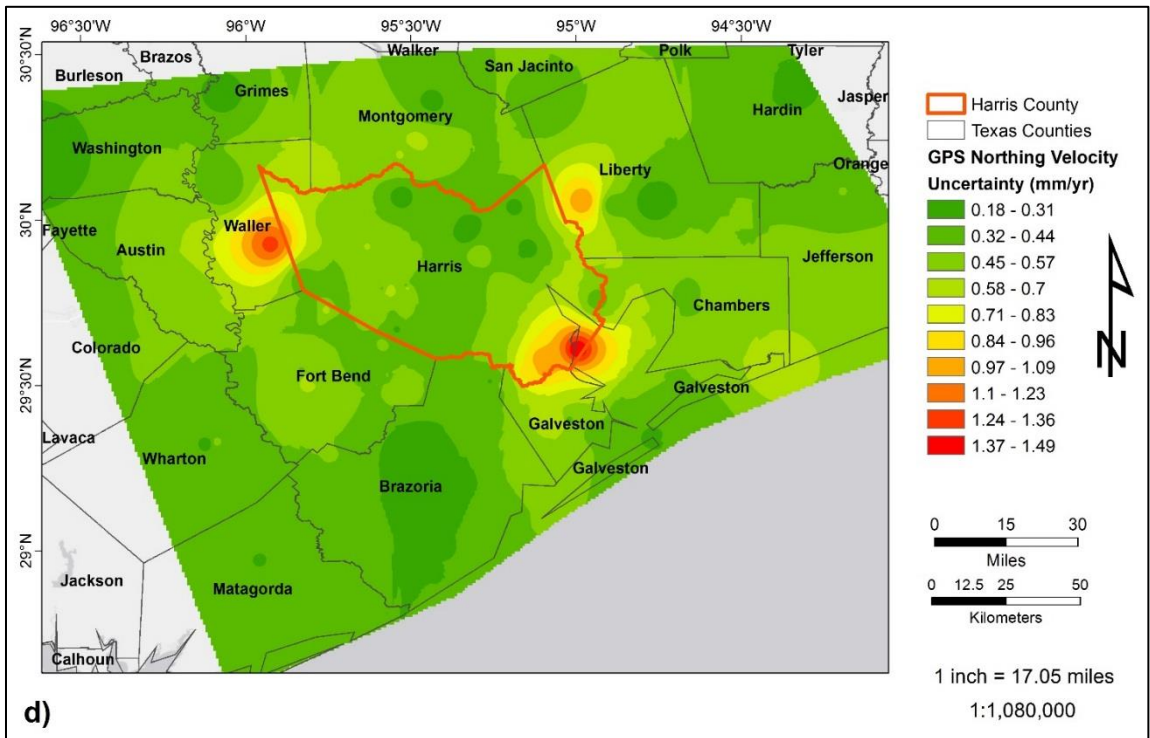 96°30'W 96°W 95°30'W 95°W 94°30'W
30°30'N
30°N
29°30'N
29°N
Brazos
Walker
Polk
Tyler
Burleson
San Jacinto
Grimes
Hardin
Jasper
Montgomery
Washington
Liberty
Orange
Waller
Fayette
Austin
Harris
Jefferson
Chambers
Colorado
Fort Bend
Galveston
Galveston
Lavaca
Wharton
Galveston
Brazoria
Jackson
Matagorda
Calhoun
d)
Harris County
Texas Counties
GPS Northing Velocity
Uncertainty (mm/yr)
0.18 - 0.31
0.32 - 0.44
0.45 - 0.57
0.58 - 0.7
0.71 - 0.83
0.84 - 0.96
0.97 - 1.09
1.1 - 1.23
1.24 - 1.36
1.37 - 1.49
N
0 15 30
Miles
0 12.5 25 50
Kilometers
1 inch = 17.05 miles
1:1,080,000